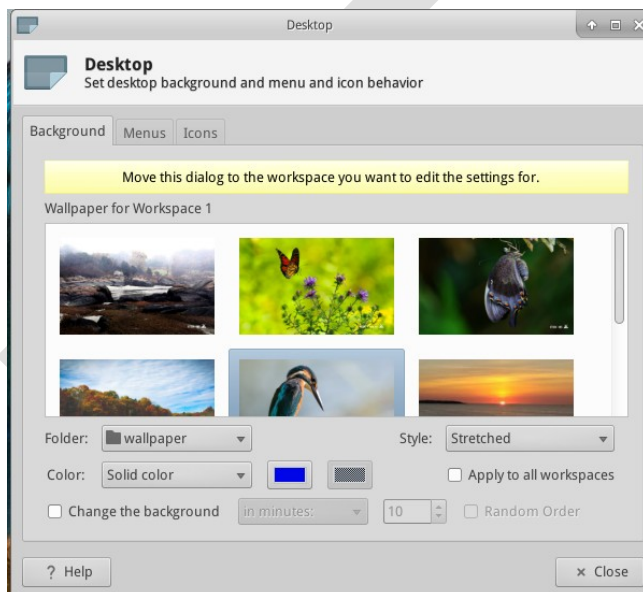 Desktop
Desktop
Set desktop background and menu and icon behavior
Background Menus Icons
Move this dialog to the workspace you want to edit the settings for.
Wallpaper for Workspace 1
Folder: wallpaper Style: Stretched
Color: Solid color Apply to all workspaces
Change the background in minutes: 10 Random Order
? Help × Close